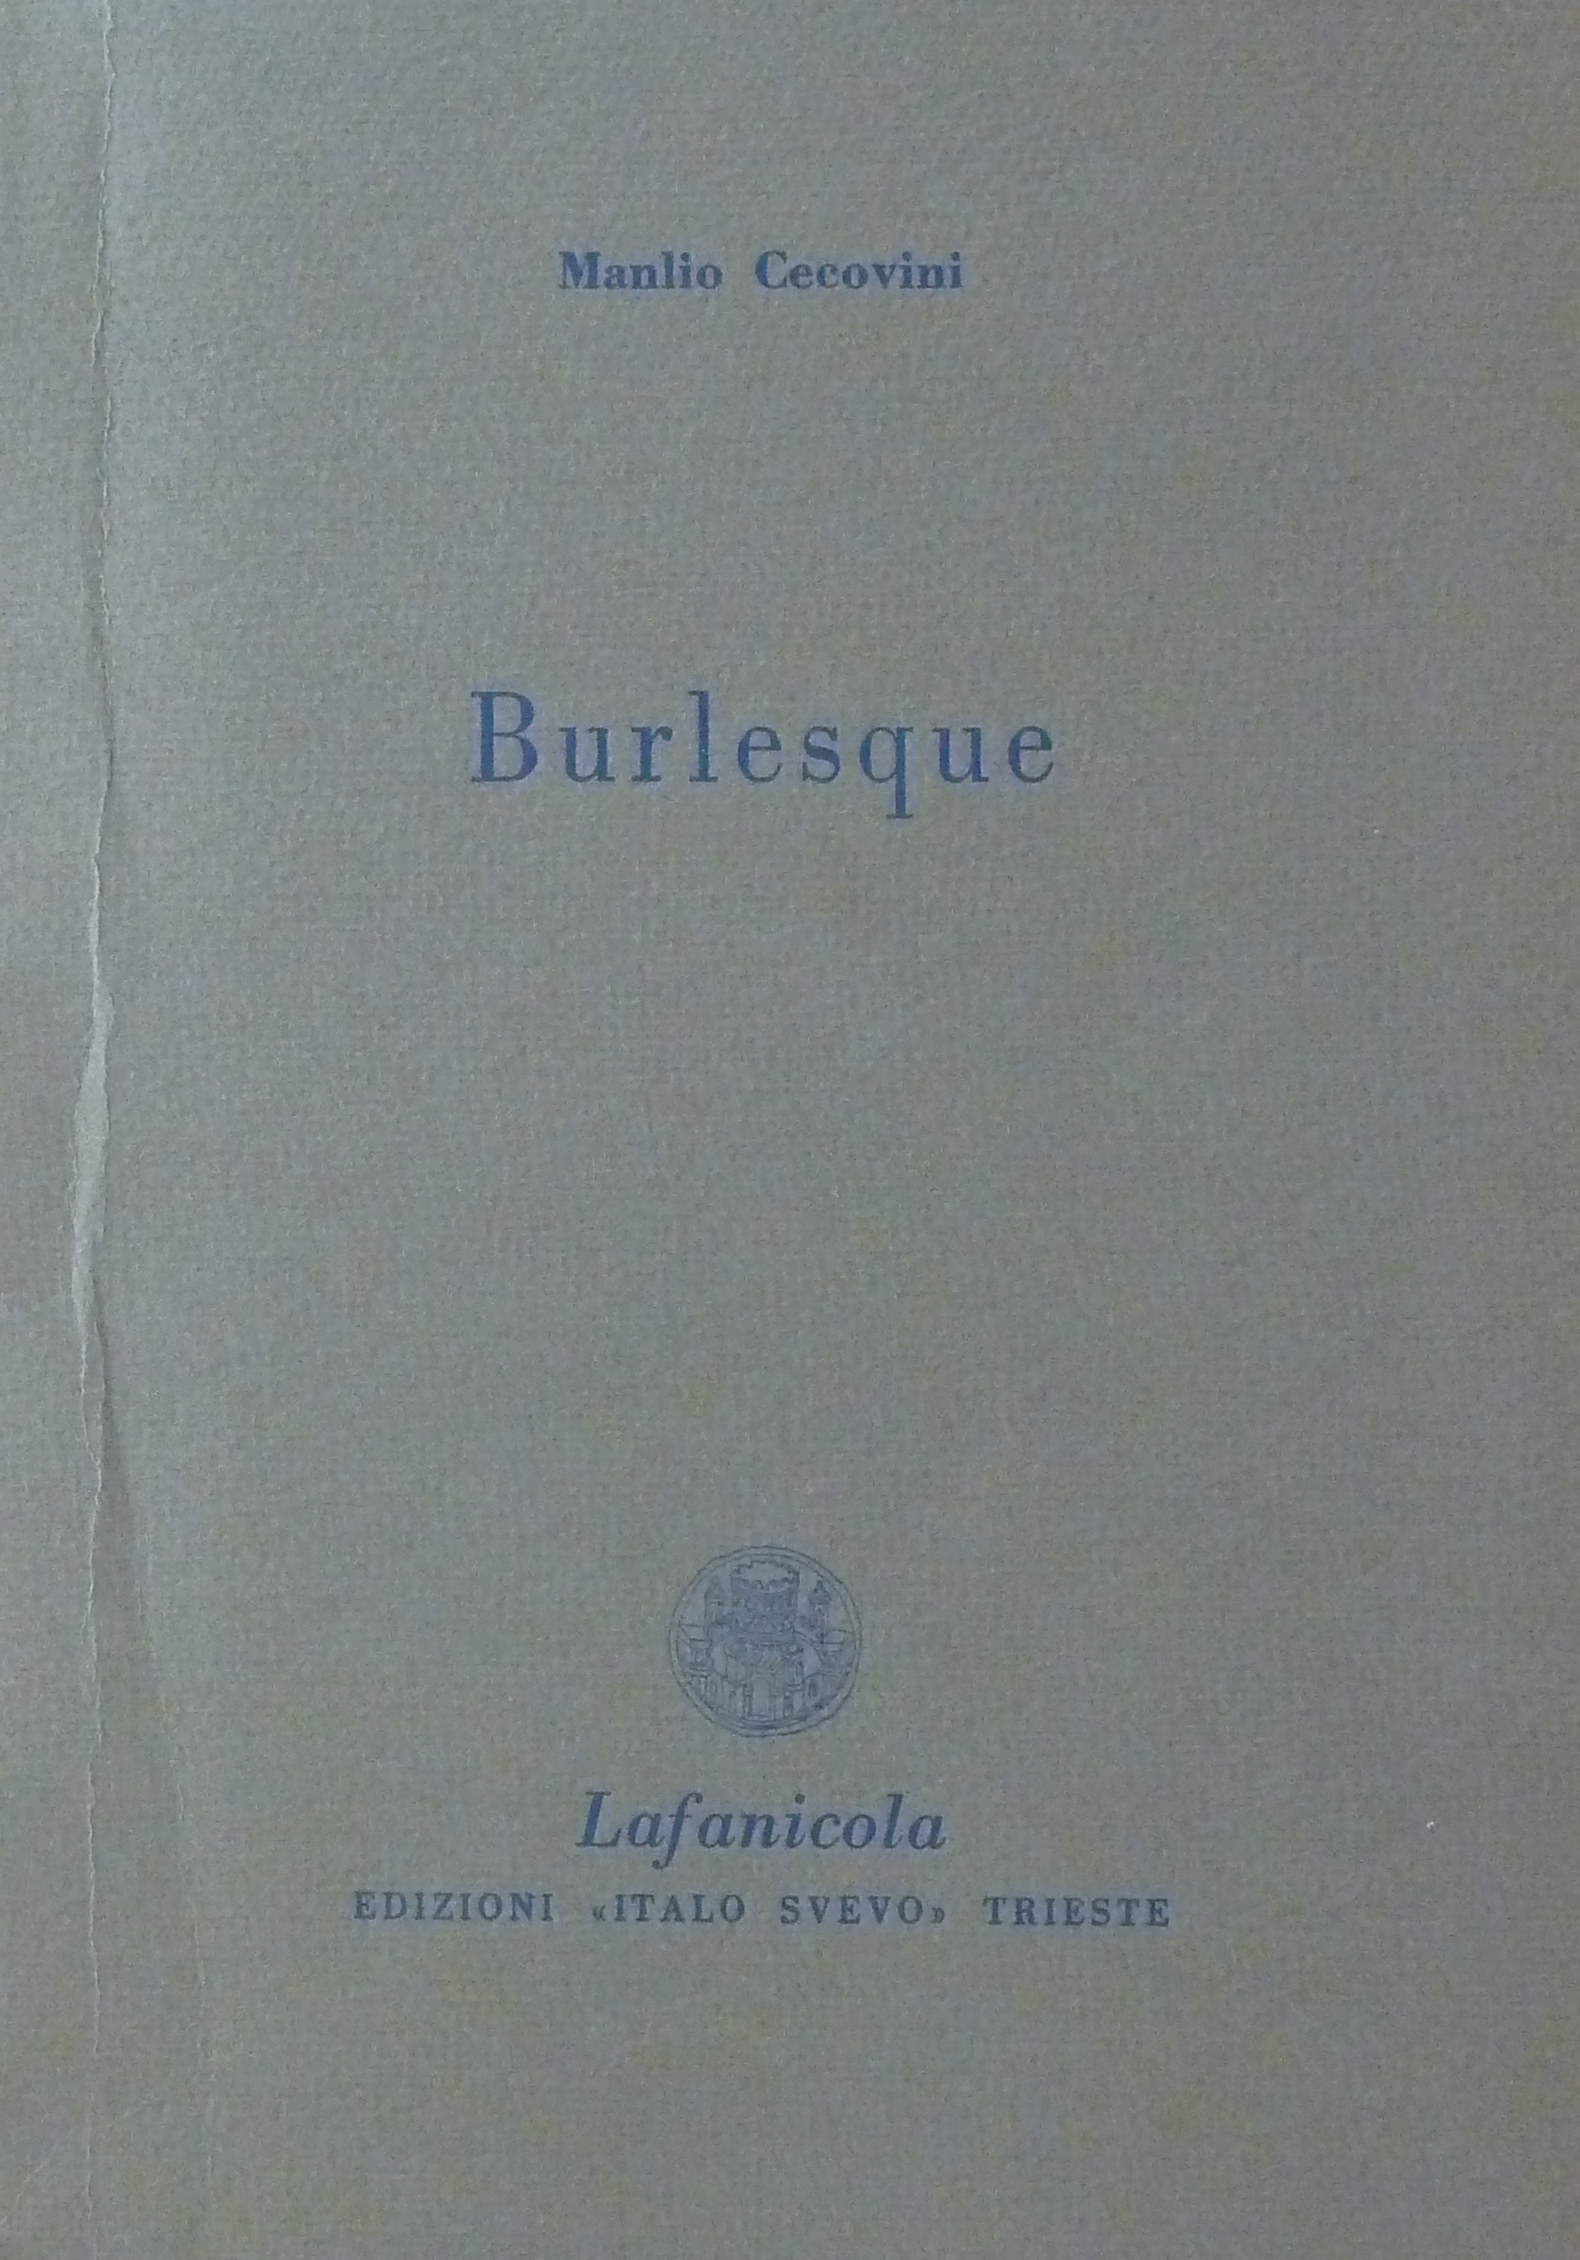 Manlio Cecovini
Burlesque
Lafanicola
EDIZIONI «ITALO SVEVO» TRIESTE